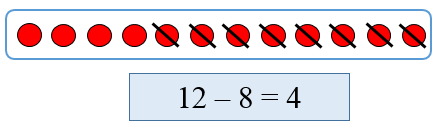 12 – 8 = 4